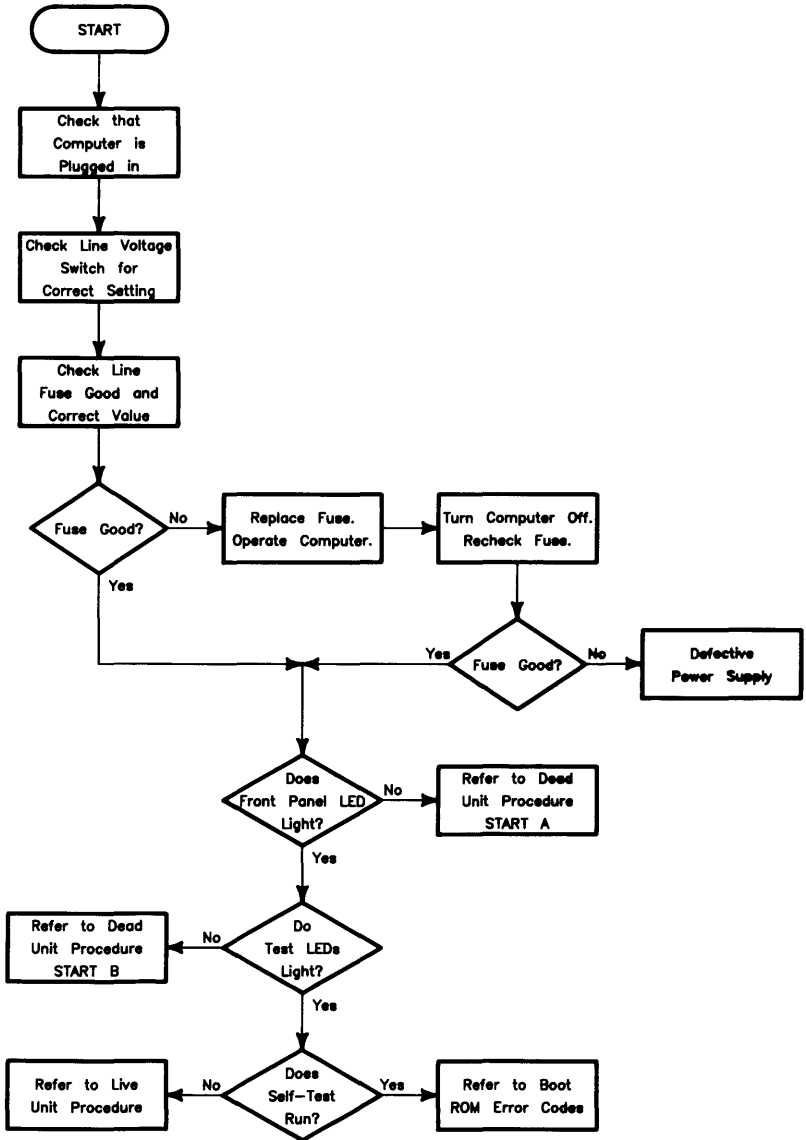 START
Check that
Computer is
Plugged in
Check Line Voltage
Switch for
Correct Setting
Check Line
Fuse Good and
Correct Value
Fuse Good?
No
Yes
Replace Fuse.
Operate Computer.
Turn Computer Off.
Recheck Fuse.
Fuse Good?
Yes
No
Defective
Power Supply
Does
Front Panel LED
Light?
No
Yes
Refer to Dead
Unit Procedure
START A
Do
Test LEDs
Light?
No
Yes
Refer to Dead
Unit Procedure
START B
Does
Self-Test
Run?
No
Yes
Refer to Live
Unit Procedure
Refer to Boot
ROM Error Codes